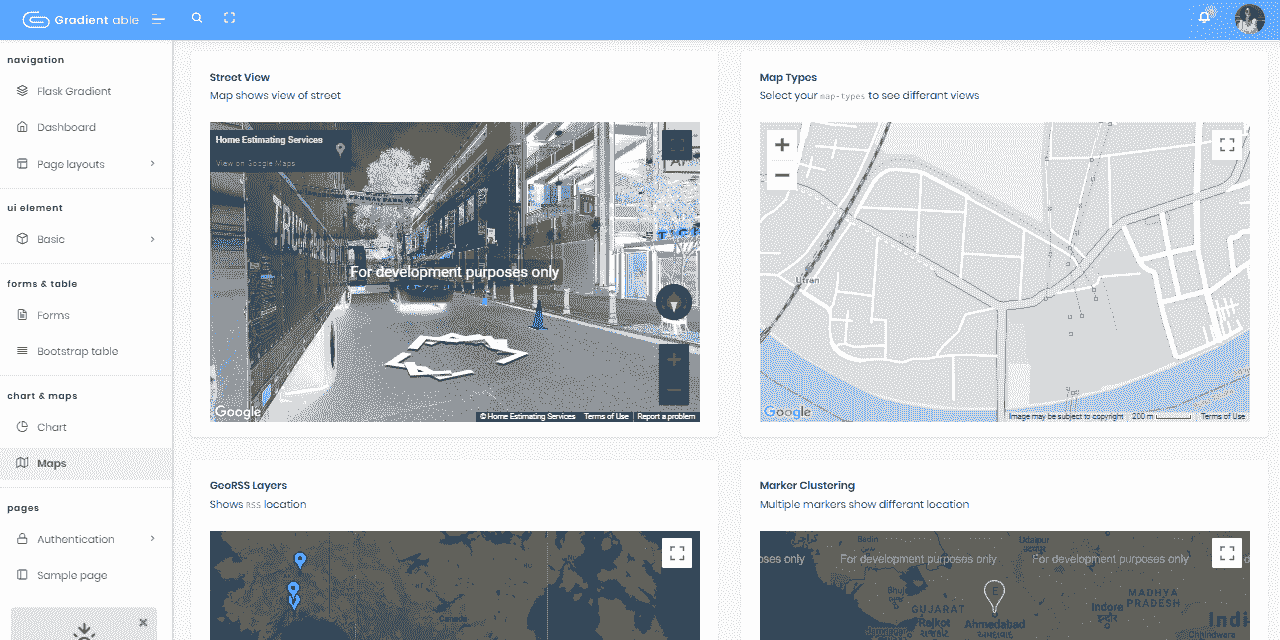 Gradient able
navigation
Flask Gradient
Dashboard
Page layouts
ui element
Basic
forms & table
Forms
Bootstrap table
chart & maps
Chart
Maps
pages
Authentication
Sample page
Street View
Map shows view of street
Home Estimating Services
View on Google Maps
FENWAY PARK
For development purposes only
Google
© Home Estimating Services
Terms of Use
Report a problem
Map Types
Select your map-types to see differant views
Utran
Google
Image may be subject to copyright
200 m
Terms of Use
GeoRSS Layers
Shows RSS location
Canada
Marker Clustering
Multiple markers show differant location
poses only
For development purposes only
For development purposes only
Udaipur
Bhuj
GUJARAT
Rajkot
Ahmedabad
Jamnagar
MADHYA
PRADESH
Indore
Indi
Chhindwara
E